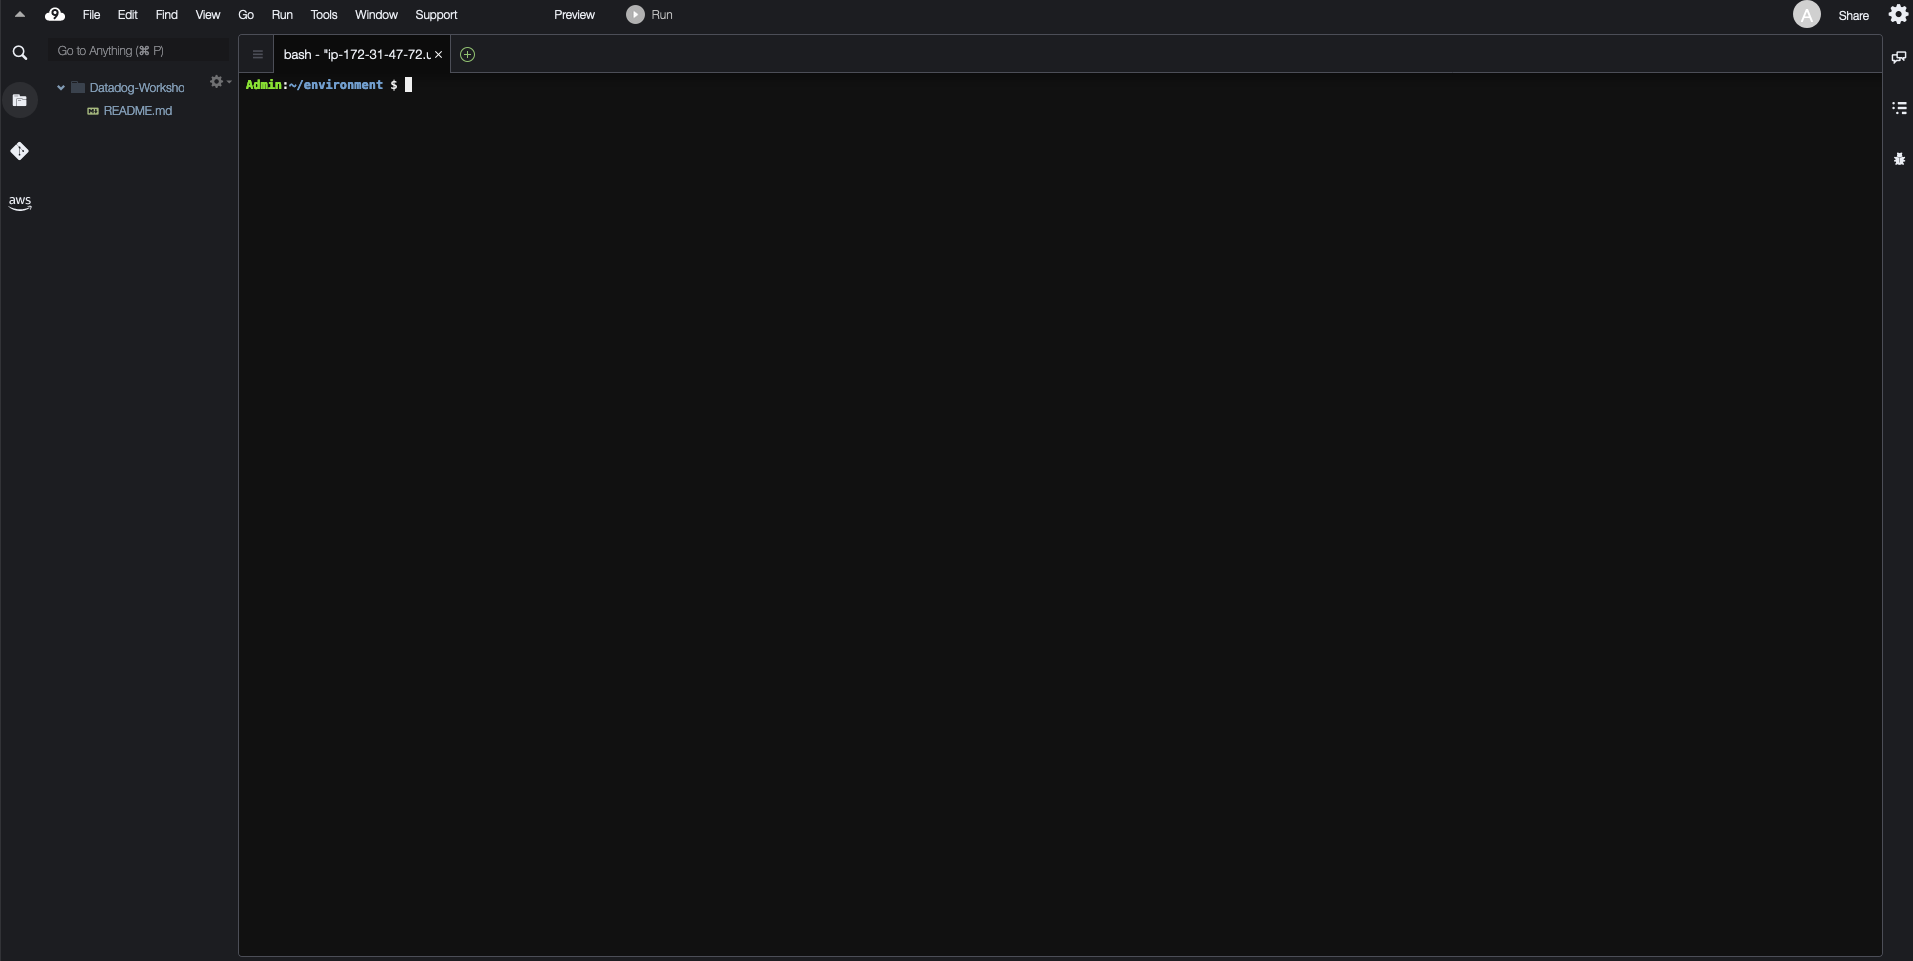 9 File Edit Find View Go Run Tools Window Support Preview Run A Share
Go to Anything (⌘ P)
bash - "ip-172-31-47-72.u ×
Admin:~/environment $
Datadog-Worksho
README.md
aws